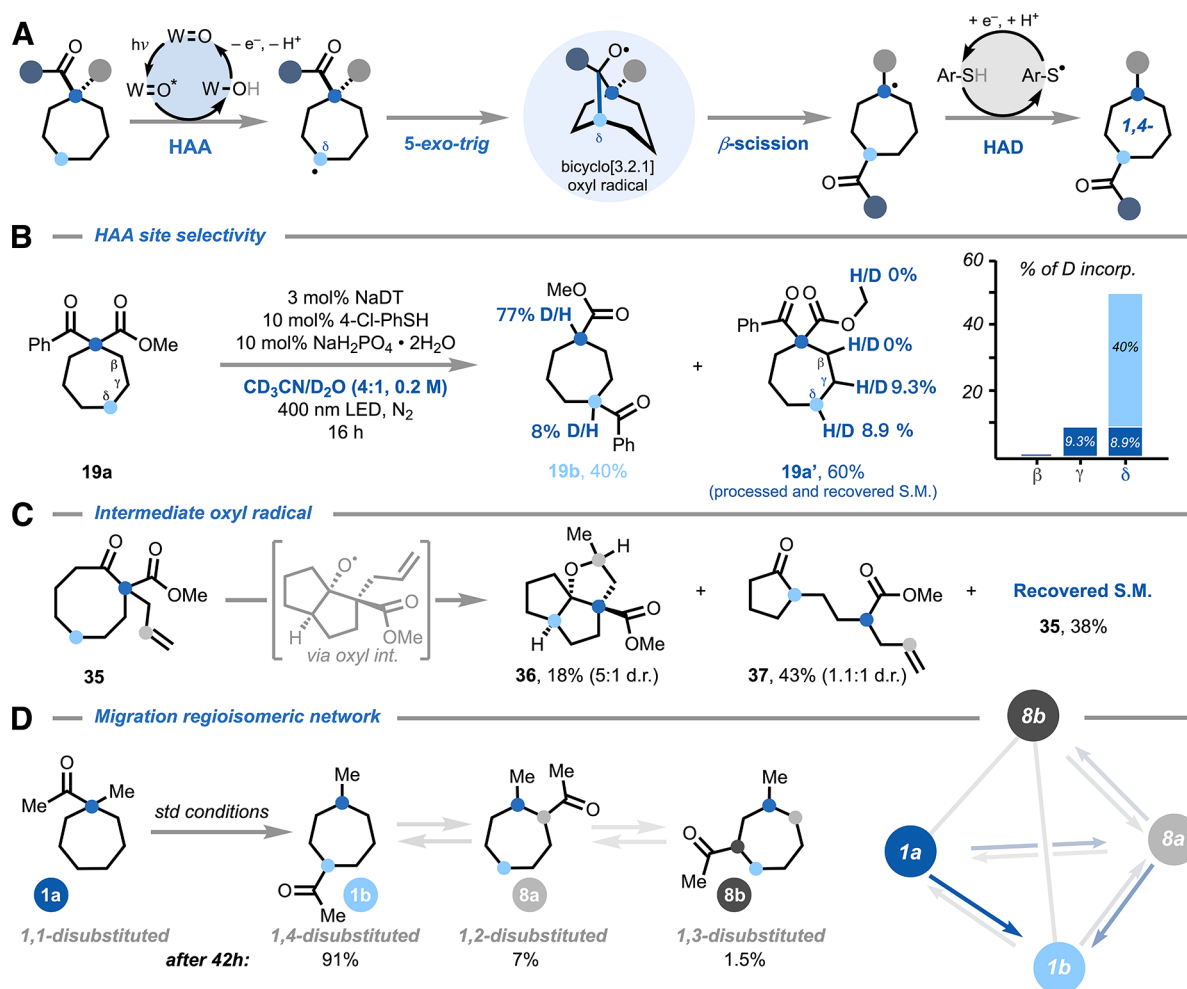 A
hν
W=O
– e⁻, – H⁺
W=O*
W–OH
O
HAA
O
δ
5-exo-trig
O•
δ
bicyclo[3.2.1]
oxyl radical
β-scission
O
+ e⁻, + H⁺
Ar-SH
Ar-S•
HAD
1,4-
O
B
HAA site selectivity
O
O
Ph
OMe
β
γ
δ
19a
3 mol% NaDT
10 mol% 4-Cl-PhSH
10 mol% NaH₂PO₄ • 2H₂O
CD₃CN/D₂O (4:1, 0.2 M)
400 nm LED, N₂
16 h
MeO
O
77% D/H
8% D/H
O
Ph
19b, 40%
+
H/D 0%
O
O
Ph
O
H/D 0%
β
γ
H/D 9.3%
δ
H/D 8.9 %
19a’, 60%
(processed and recovered S.M.)
% of D incorp.
60
40
20
40%
9.3%
8.9%
β
γ
δ
C
Intermediate oxyl radical
O
O
OMe
35
O•
O
OMe
H
via oxyl int.
Me
H
O
O
OMe
H
36, 18% (5:1 d.r.)
+
O
O
OMe
37, 43% (1.1:1 d.r.)
+
Recovered S.M.
35, 38%
D
Migration regioisomeric network
O
Me
Me
1a
1,1-disubstituted
std conditions
Me
O
Me
1b
1,4-disubstituted
Me
Me
O
8a
1,2-disubstituted
Me
O
Me
8b
1,3-disubstituted
after 42h:
91%
7%
1.5%
8b
1a
8a
1b